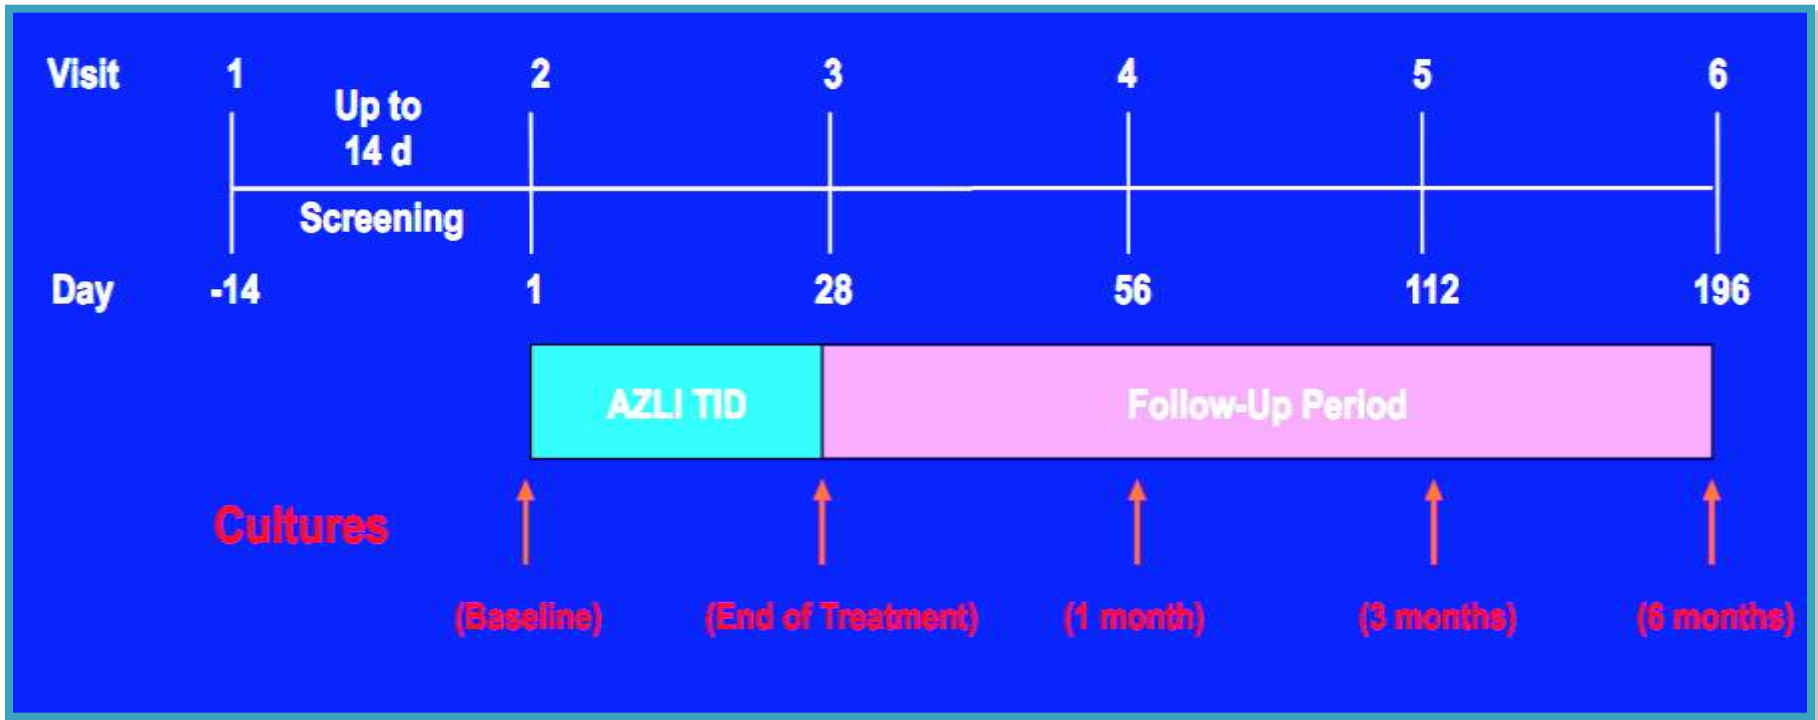 Visit 1 2 3 4 5 6
Up to
14 d
Screening
Day -14 1 28 56 112 196
AZLI TID Follow-Up Period
Cultures
(Baseline) (End of Treatment) (1 month) (3 months) (6 months)